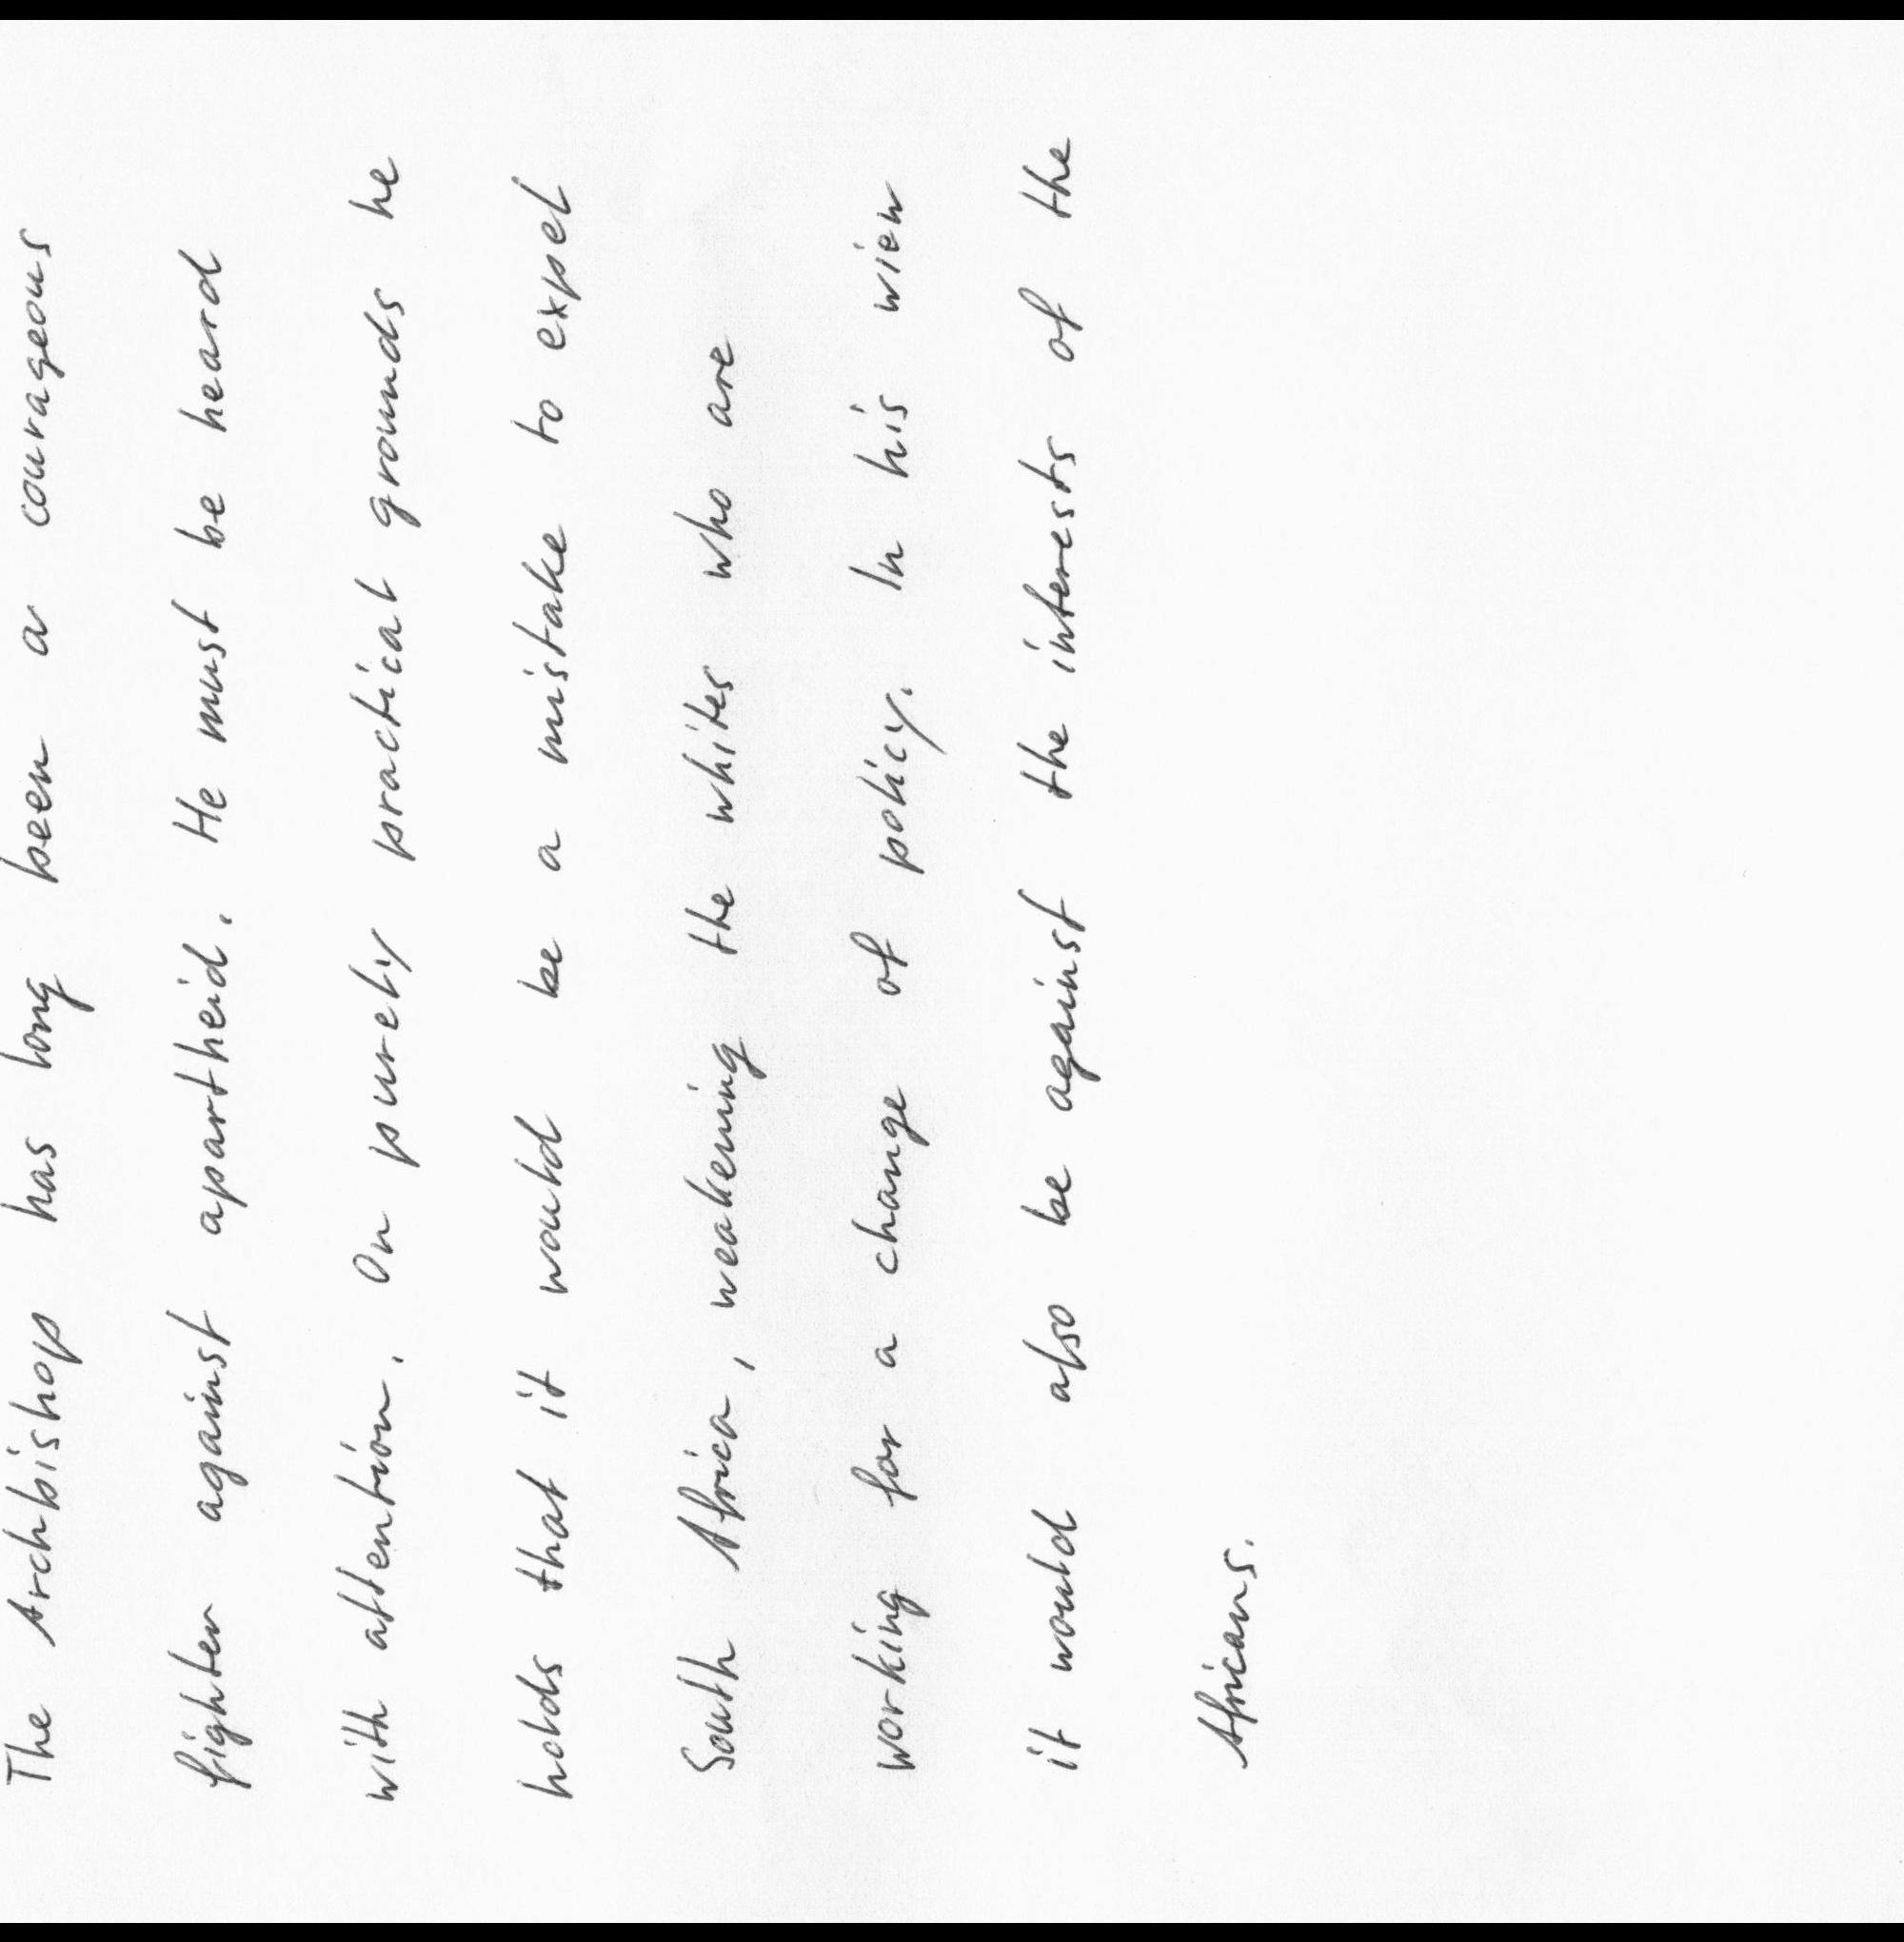 The Archbishop has long been a courageous
fighter against apartheid. He must be heard
with attention. On purely practical grounds he
holds that it would be a mistake to expel
South Africa, weakening the whites who are
working for a change of policy. In his view
it would also be against the interests of the
Africans.